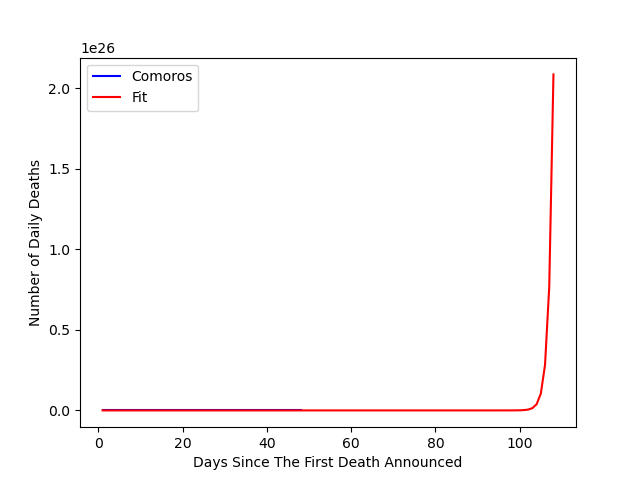 1e26
Comoros
Fit
2.0
1.5
1.0
0.5
0.0
Number of Daily Deaths
0 20 40 60 80 100
Days Since The First Death Announced